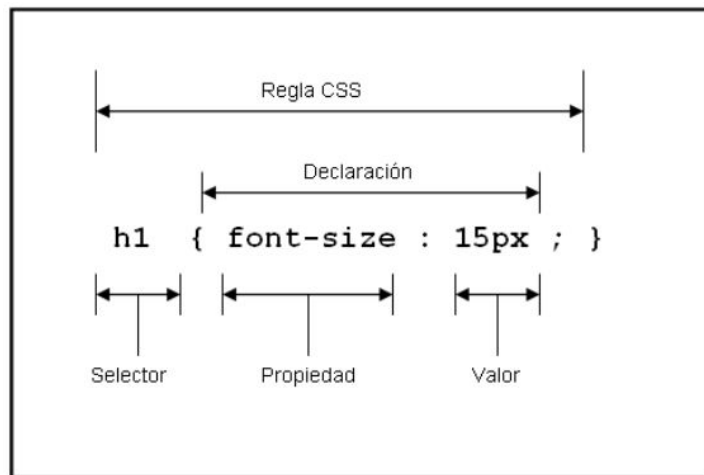 Regla CSS
Declaración
h1 { font-size : 15px ; }
Selector Propiedad Valor